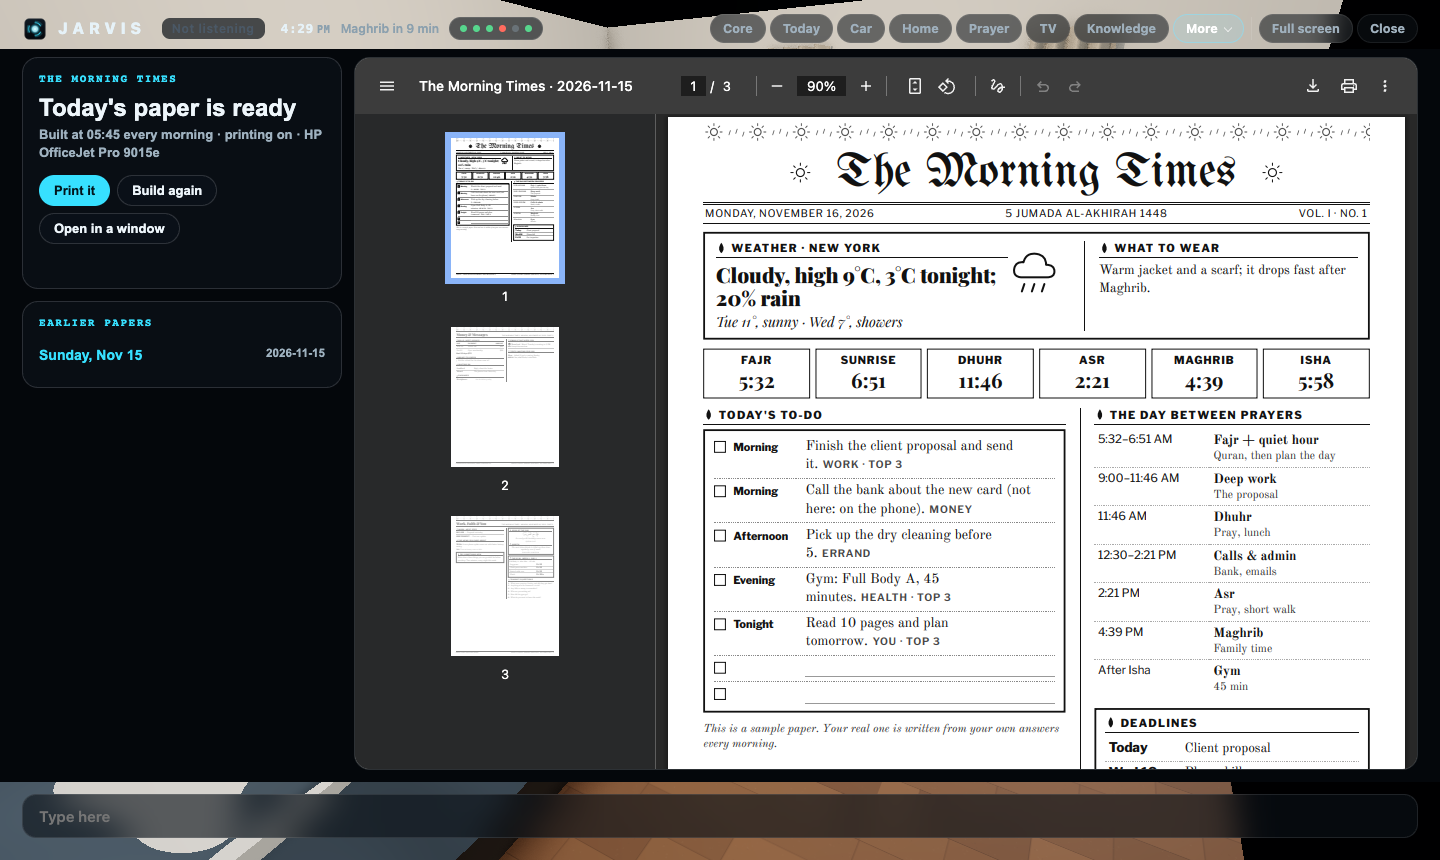 JARVIS
Not listening
4:29 PM
Maghrib in 9 min
Core
Today
Car
Home
Prayer
TV
Knowledge
More
Full screen
Close
THE MORNING TIMES
Today's paper is ready
Built at 05:45 every morning · printing on · HP
OfficeJet Pro 9015e
Print it
Build again
Open in a window
EARLIER PAPERS
Sunday, Nov 15
2026-11-15
The Morning Times · 2026-11-15
1 / 3
90%
1
2
3
The Morning Times
MONDAY, NOVEMBER 16, 2026
5 JUMADA AL-AKHIRAH 1448
VOL. I · NO. 1
WEATHER · NEW YORK
Cloudy, high 9°C, 3°C tonight;
20% rain
Tue 11°, sunny · Wed 7°, showers
WHAT TO WEAR
Warm jacket and a scarf; it drops fast after
Maghrib.
FAJR
5:32
SUNRISE
6:51
DHUHR
11:46
ASR
2:21
MAGHRIB
4:39
ISHA
5:58
TODAY'S TO-DO
Morning
Finish the client proposal and send
it. WORK · TOP 3
Morning
Call the bank about the new card (not
here: on the phone). MONEY
Afternoon
Pick up the dry cleaning before
5. ERRAND
Evening
Gym: Full Body A, 45
minutes. HEALTH · TOP 3
Tonight
Read 10 pages and plan
tomorrow. YOU · TOP 3
This is a sample paper. Your real one is written from your own answers
every morning.
THE DAY BETWEEN PRAYERS
5:32–6:51 AM
Fajr + quiet hour
Quran, then plan the day
9:00–11:46 AM
Deep work
The proposal
11:46 AM
Dhuhr
Pray, lunch
12:30–2:21 PM
Calls & admin
Bank, emails
2:21 PM
Asr
Pray, short walk
4:39 PM
Maghrib
Family time
After Isha
Gym
45 min
DEADLINES
Today
Client proposal
Type here